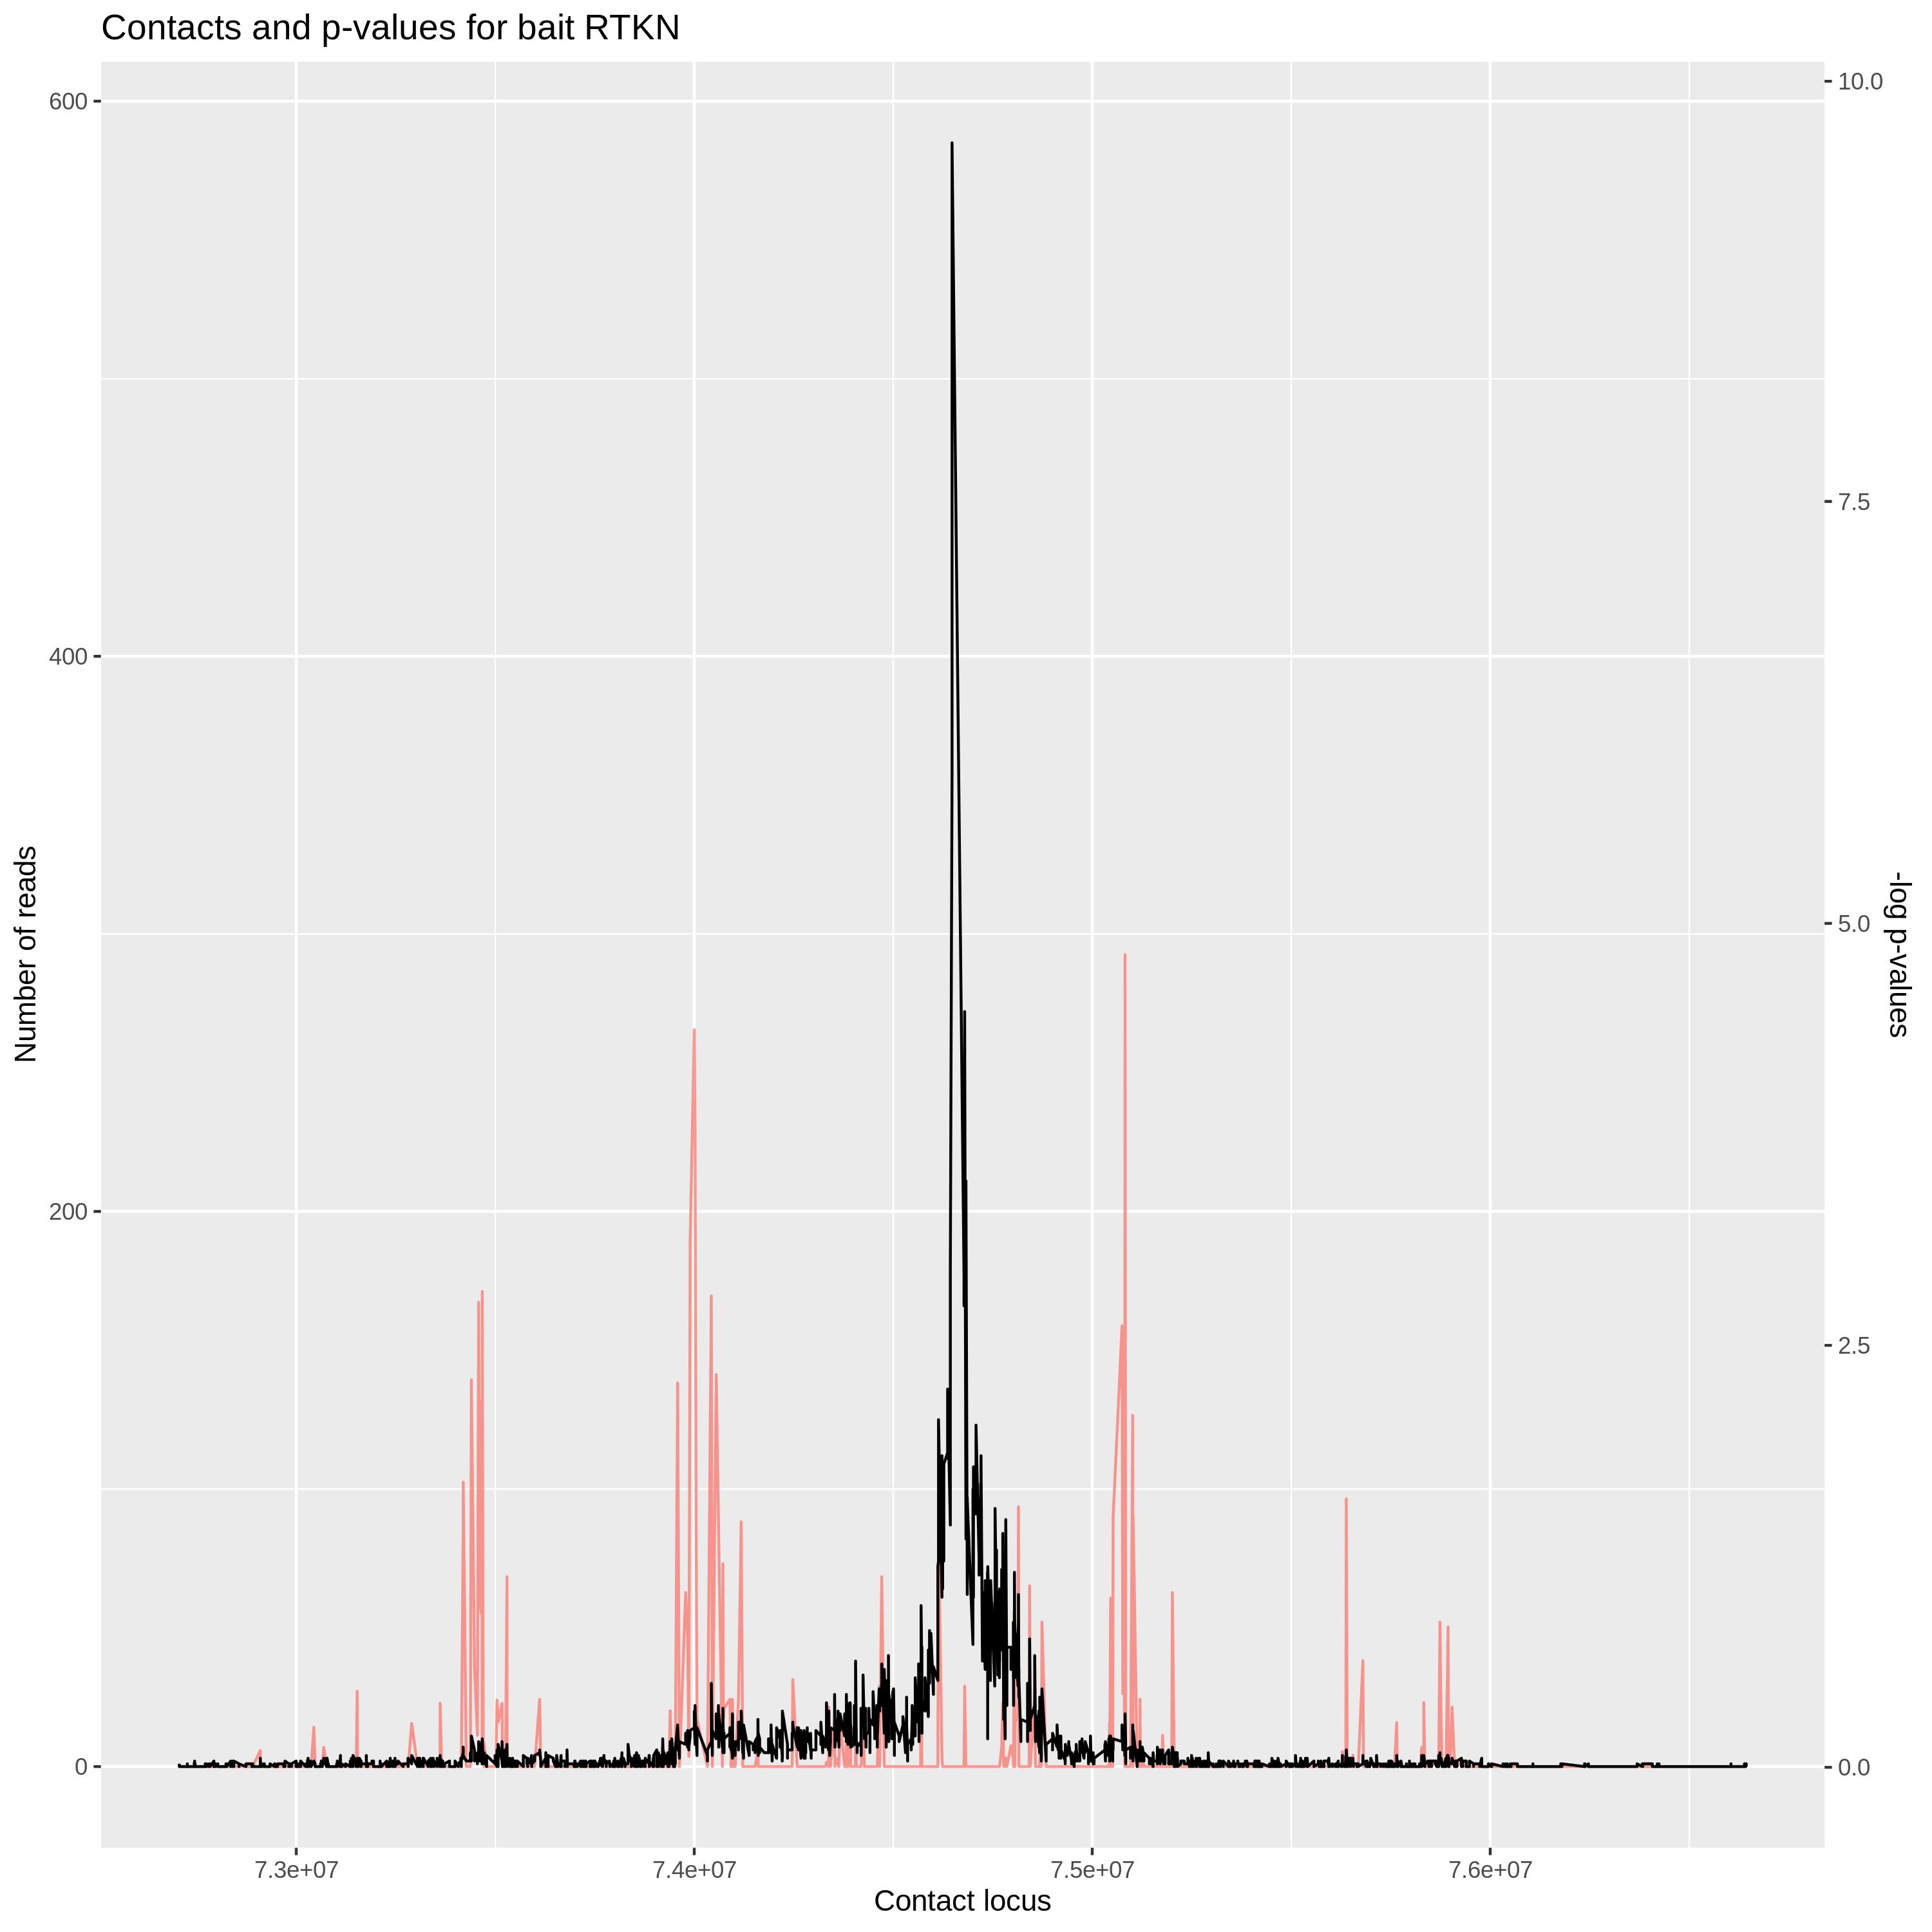 Contacts and p-values for bait RTKN
600
400
200
0
Number of reads
10.0
7.5
5.0
2.5
0.0
-log p-values
7.3e+07
7.4e+07
7.5e+07
7.6e+07
Contact locus